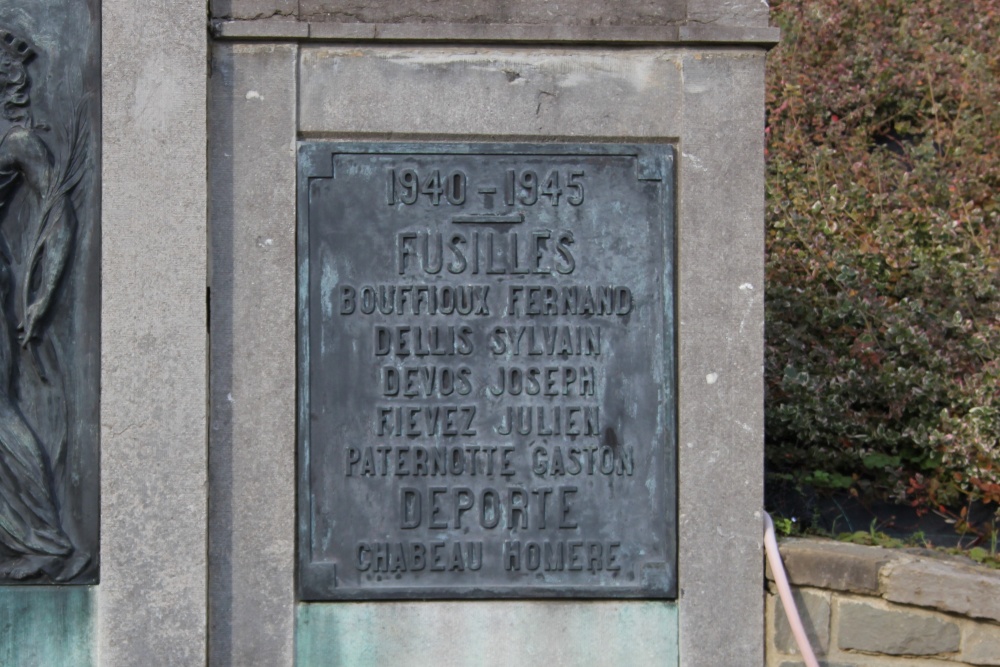 1940 - 1945
FUSILLES
BOUFFIOUX FERNAND
DELLIS SYLVAIN
DEVOS JOSEPH
FIEVEZ JULIEN
PATERNOTTE GASTON
DEPORTE
CHABEAU HOMERE